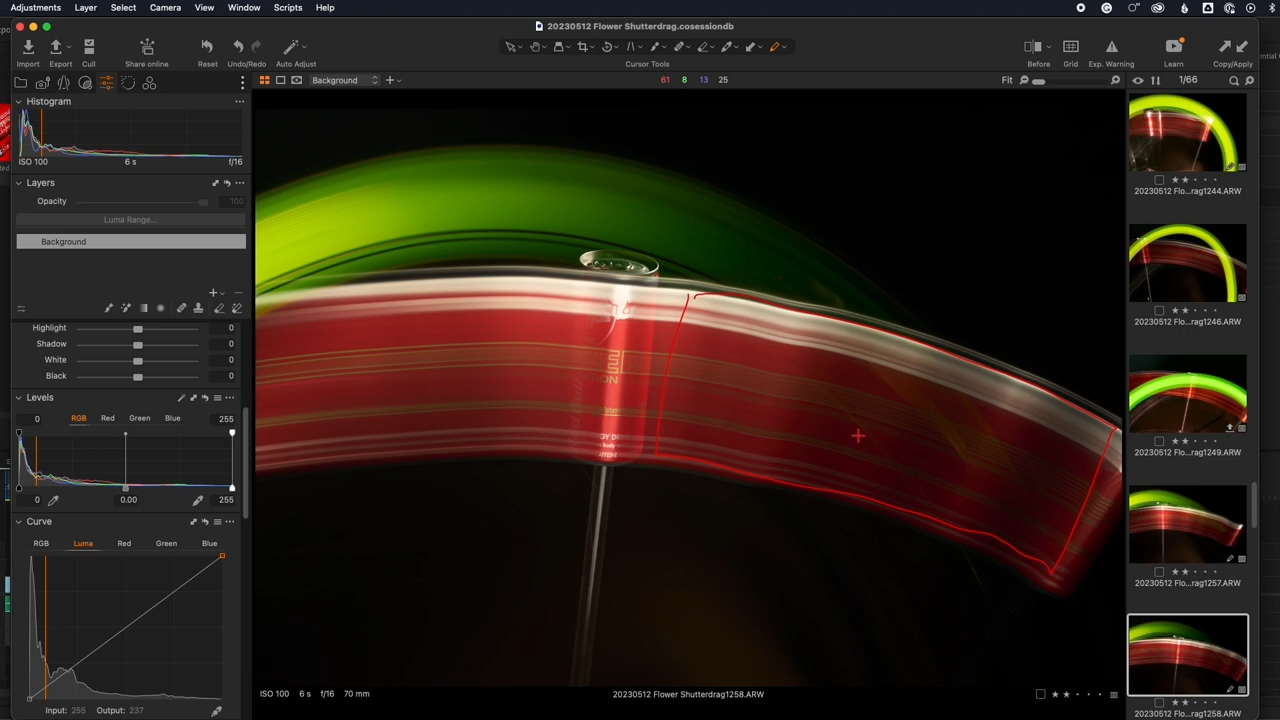 Adjustments Layer Select Camera View Window Scripts Help
20230512 Flower Shutterdrag.cosessiondb
Import Export Cull Share online Reset Undo/Redo Auto Adjust Cursor Tools Before Grid Exp. Warning Learn Copy/Apply
Background
61 8 13 25
Fit
1/66
Histogram
ISO 100 6 s f/16
Layers
Opacity 100
Luma Range...
Background
Highlight 0
Shadow 0
White 0
Black 0
Levels
0 RGB Red Green Blue 255
0 0.00 255
Curve
RGB Luma Red Green Blue
Input: 255 Output: 237
ION
GY D
ISO 100 6 s f/16 70 mm
20230512 Flower Shutterdrag1258.ARW
20230512 Flo...rag1244.ARW
20230512 Flo...rag1246.ARW
20230512 Flo...rag1249.ARW
20230512 Flo...rag1257.ARW
20230512 Flo...rag1258.ARW